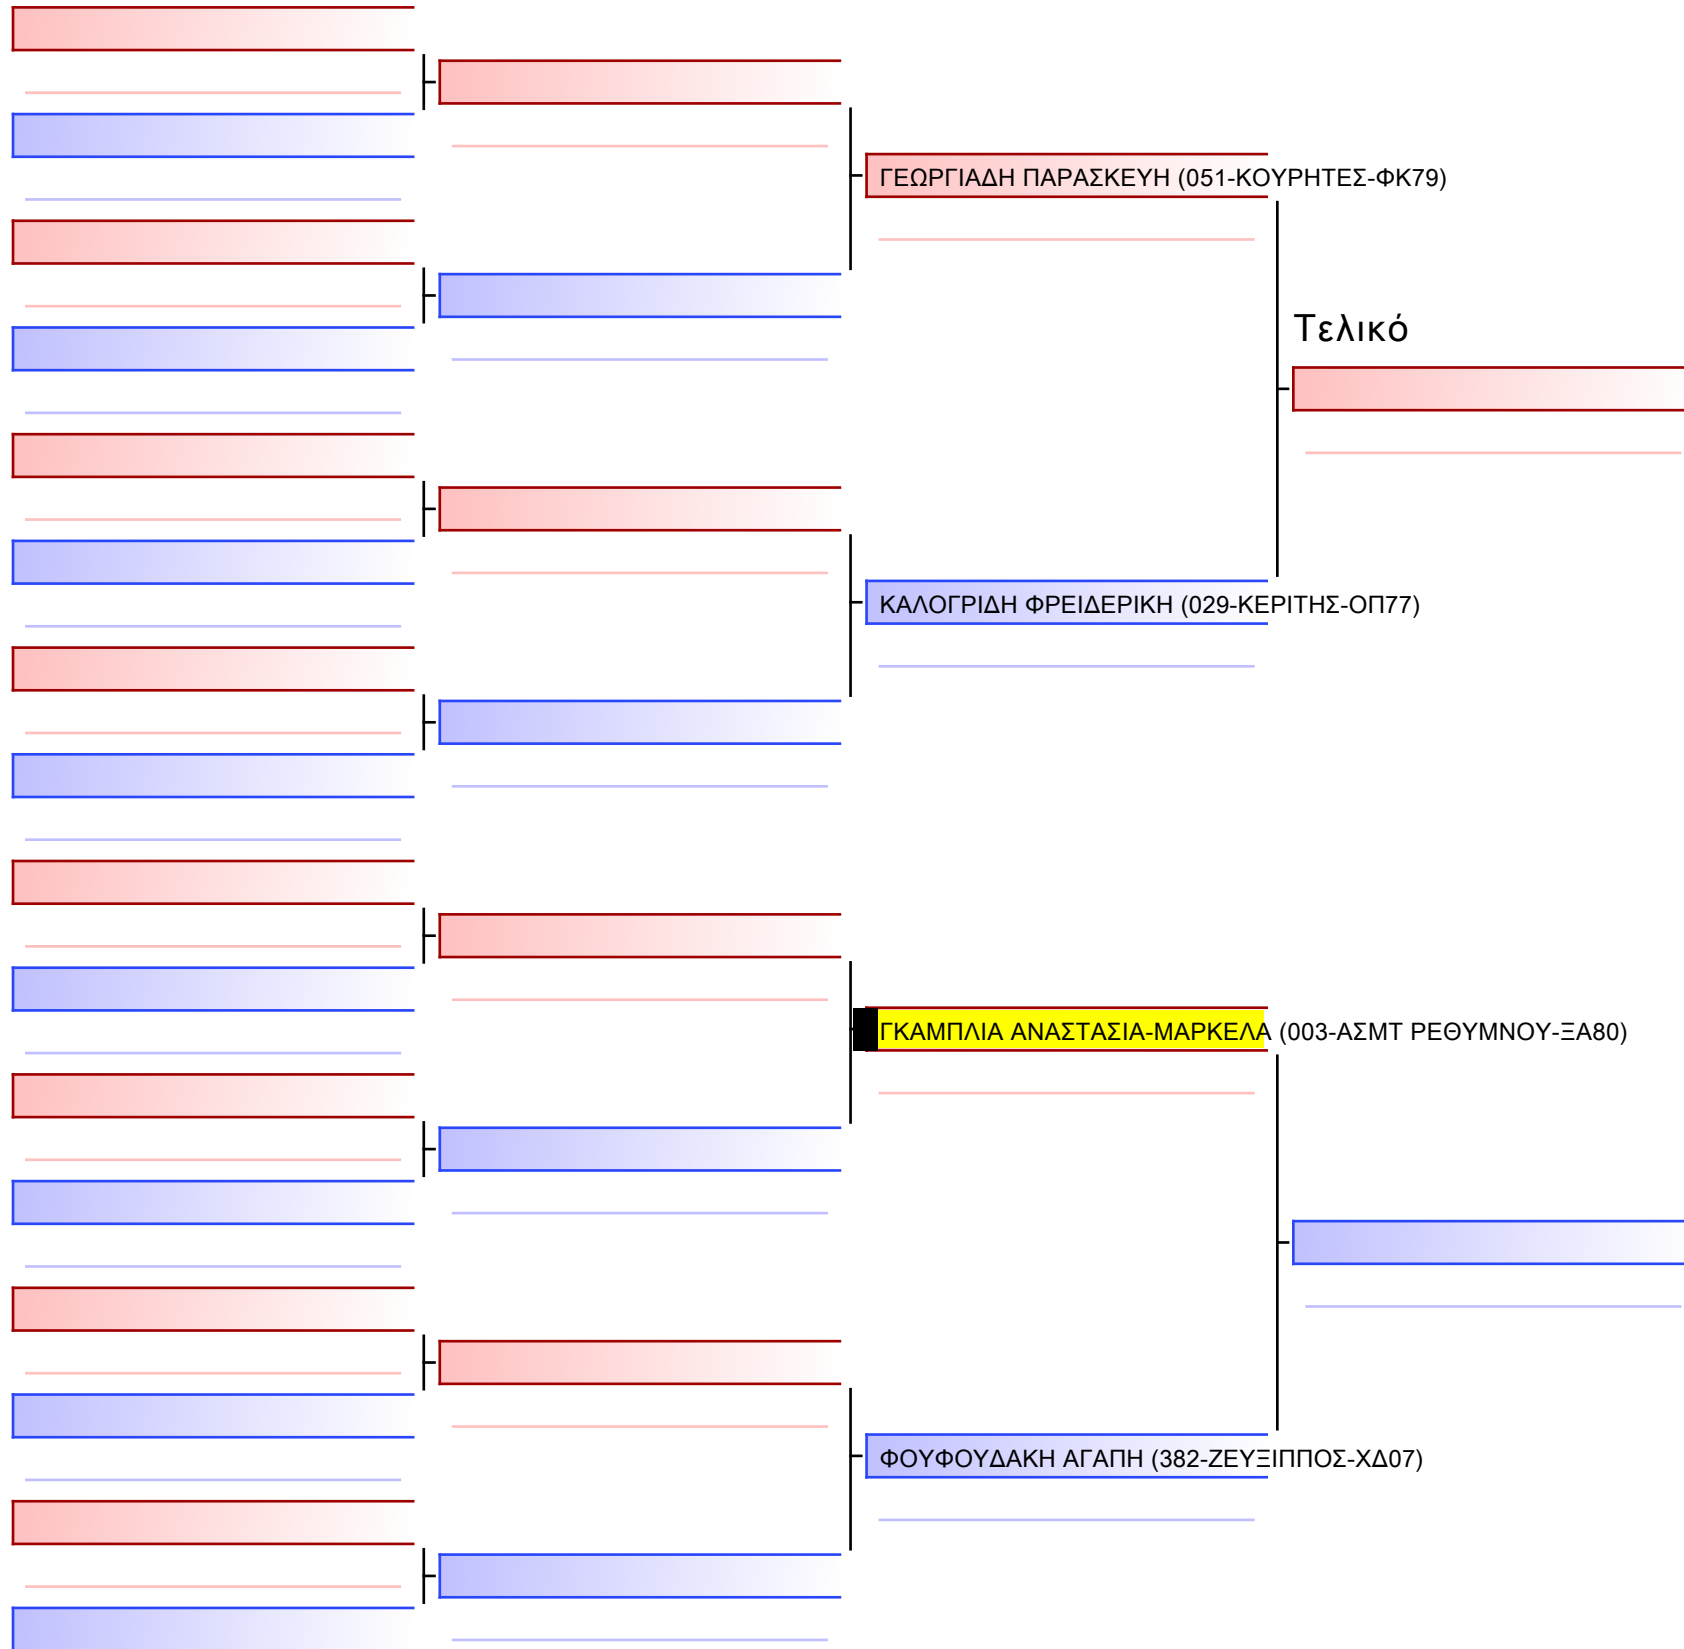 ΓΕΩΡΓΙΑΔΗ ΠΑΡΑΣΚΕΥΗ (051-ΚΟΥΡΗΤΕΣ-ΦΚ79)
Τελικό
ΚΑΛΟΓΡΙΔΗ ΦΡΕΙΔΕΡΙΚΗ (029-ΚΕΡΙΤΗΣ-ΟΠ77)
ΓΚΑΜΠΛΙΑ ΑΝΑΣΤΑΣΙΑ-ΜΑΡΚΕΛΑ (003-ΑΣΜΤ ΡΕΘΥΜΝΟΥ-ΞΑ80)
ΦΟΥΦΟΥΔΑΚΗ ΑΓΑΠΗ (382-ΖΕΥΞΙΠΠΟΣ-ΧΔ07)